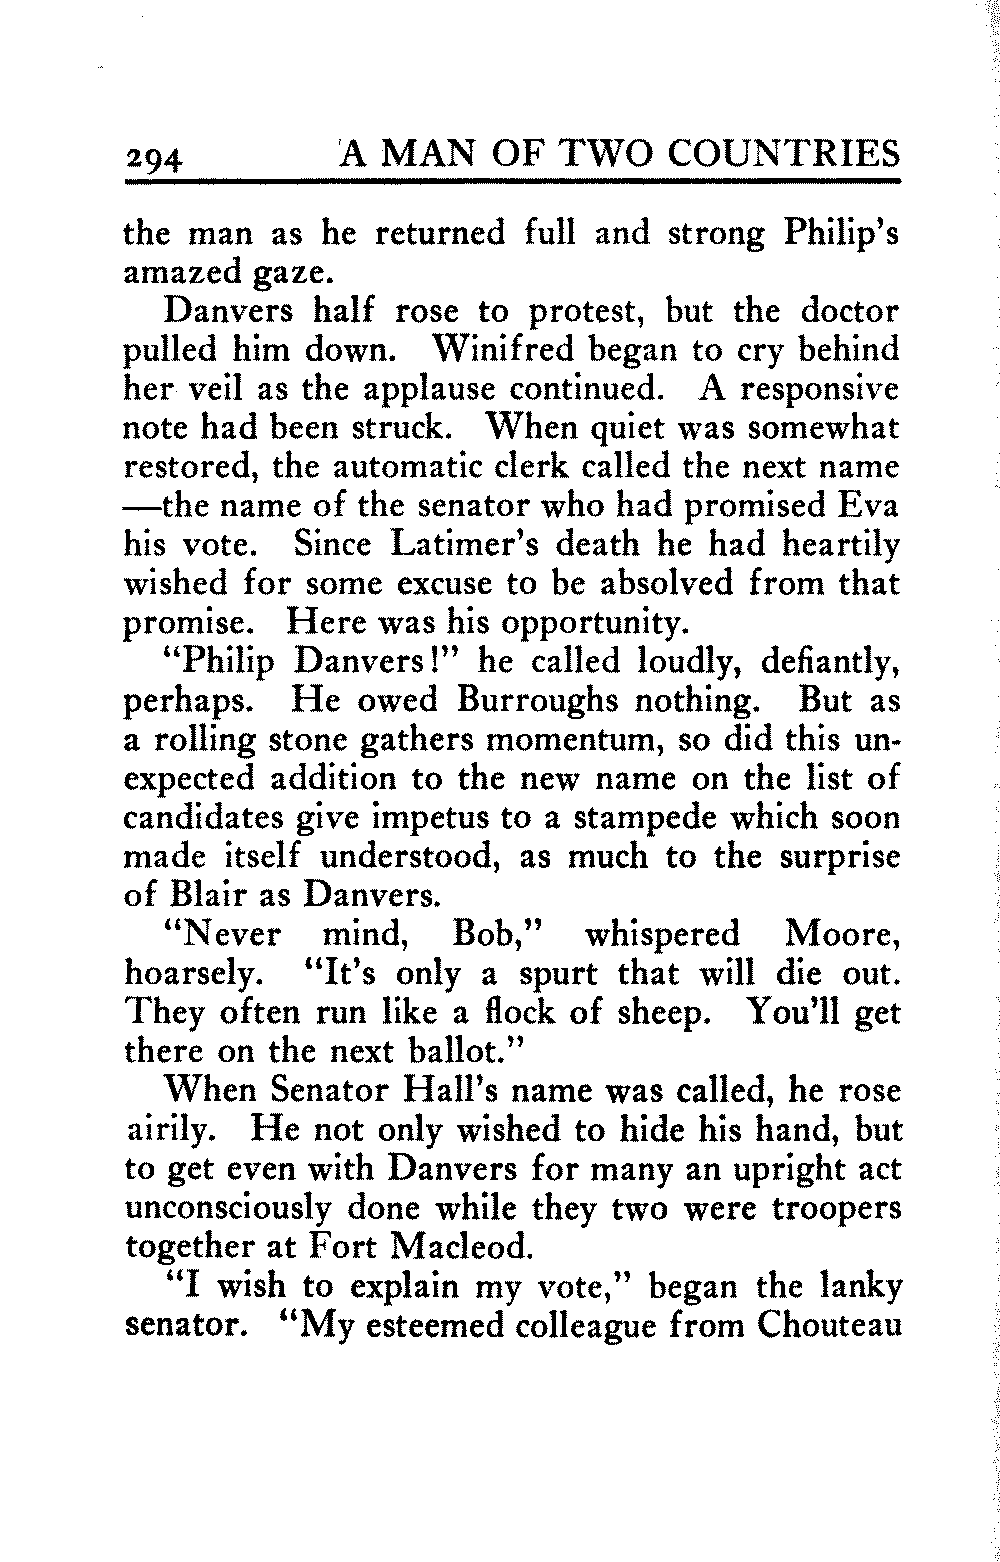 294 A MAN OF TWO COUNTRIES
the man as he returned full and strong Philip's
amazed gaze.
Danvers half rose to protest, but the doctor
pulled him down. Winifred began to cry behind
her veil as the applause continued. A responsive
note had been struck. When quiet was somewhat
restored, the automatic clerk called the next name
—the name of the senator who had promised Eva
his vote. Since Latimer's death he had heartily
wished for some excuse to be absolved from that
promise. Here was his opportunity.
"Philip Danvers!" he called loudly, defiantly,
perhaps. He owed Burroughs nothing. But as
a rolling stone gathers momentum, so did this un-
expected addition to the new name on the list of
candidates give impetus to a stampede which soon
made itself understood, as much to the surprise
of Blair as Danvers.
"Never mind, Bob," whispered Moore,
hoarsely. "It's only a spurt that will die out.
They often run like a flock of sheep. You'll get
there on the next ballot."
When Senator Hall's name was called, he rose
airily. He not only wished to hide his hand, but
to get even with Danvers for many an upright act
unconsciously done while they two were troopers
together at Fort Macleod.
"I wish to explain my vote," began the lanky
senator. "My esteemed colleague from Chouteau